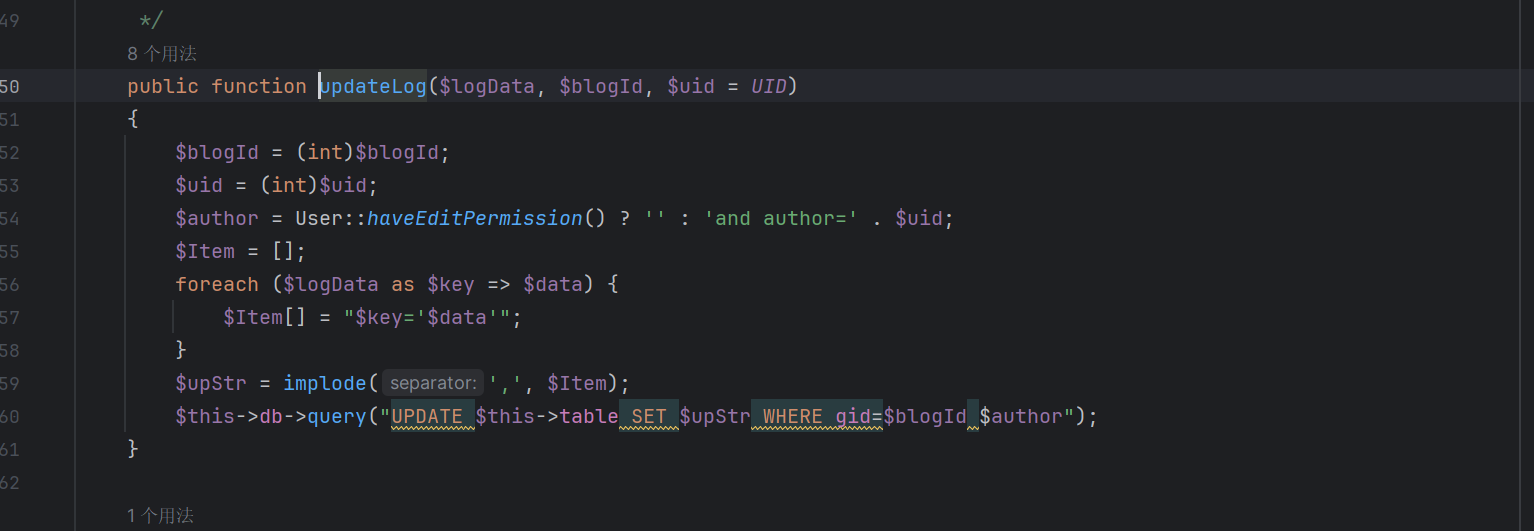 49 */
8 个用法
50 public function updateLog($logData, $blogId, $uid = UID)
51 {
52 $blogId = (int)$blogId;
53 $uid = (int)$uid;
54 $author = User::haveEditPermission() ? '' : 'and author=' . $uid;
55 $Item = [];
56 foreach ($logData as $key => $data) {
57 $Item[] = "$key='$data'";
58 }
59 $upStr = implode( separator: ',', $Item);
60 $this->db->query("UPDATE $this->table SET $upStr WHERE gid=$blogId $author");
61 }
62
1 个用法